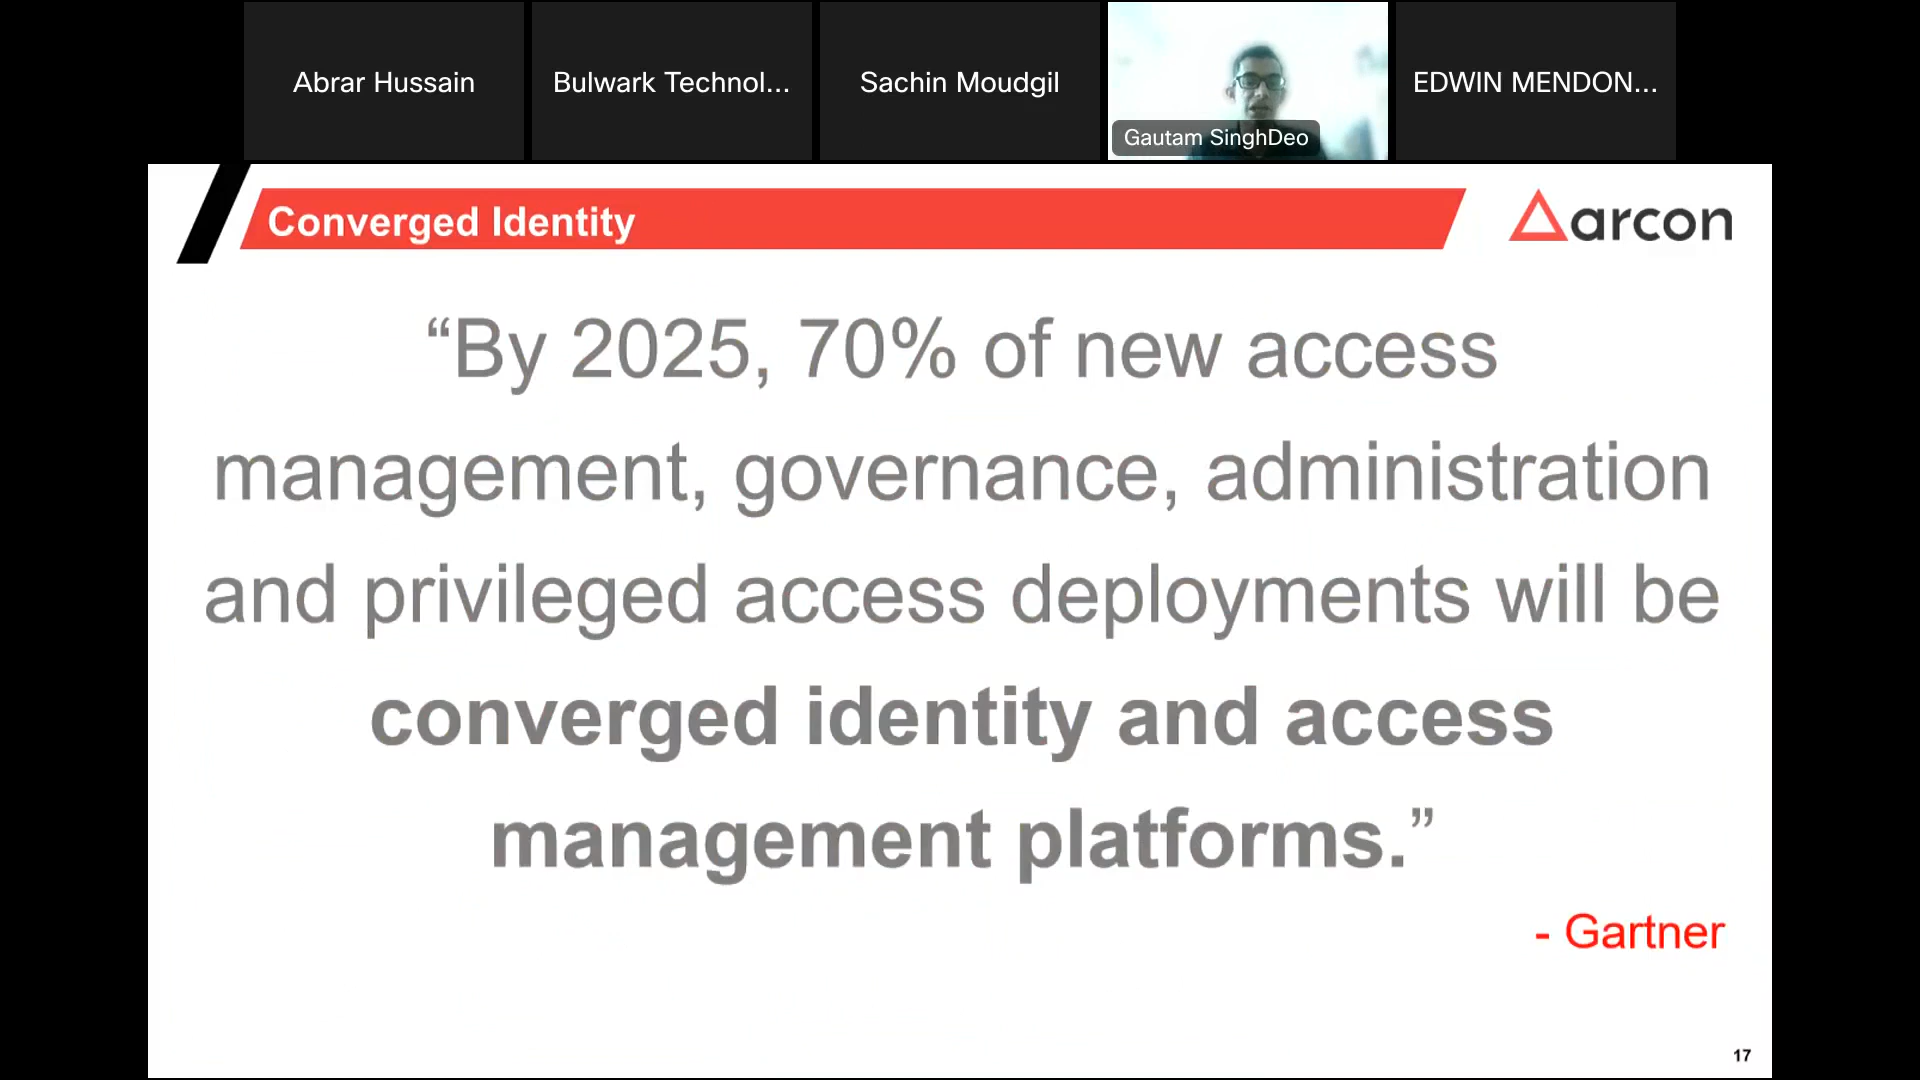 Abrar Hussain
Bulwark Technol...
Sachin Moudgil
Gautam SinghDeo
EDWIN MENDON...
Converged Identity
arcon
“By 2025, 70% of new access
management, governance, administration
and privileged access deployments will be
converged identity and access
management platforms.”
- Gartner
17